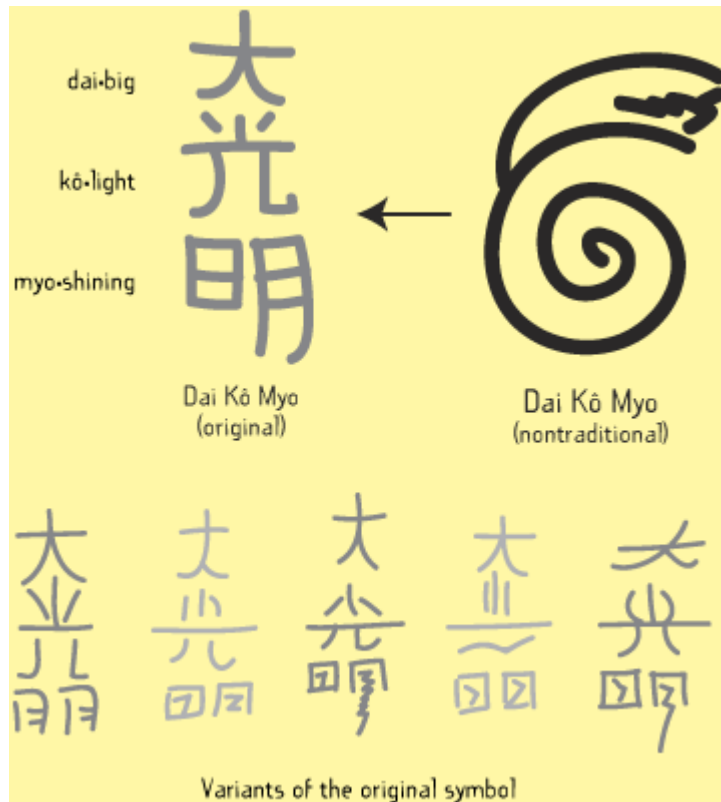 dai•big
大
kô•light
光
myo•shining
明
Dai Kô Myo
(original)
Dai Kô Myo
(nontraditional)
Variants of the original symbol